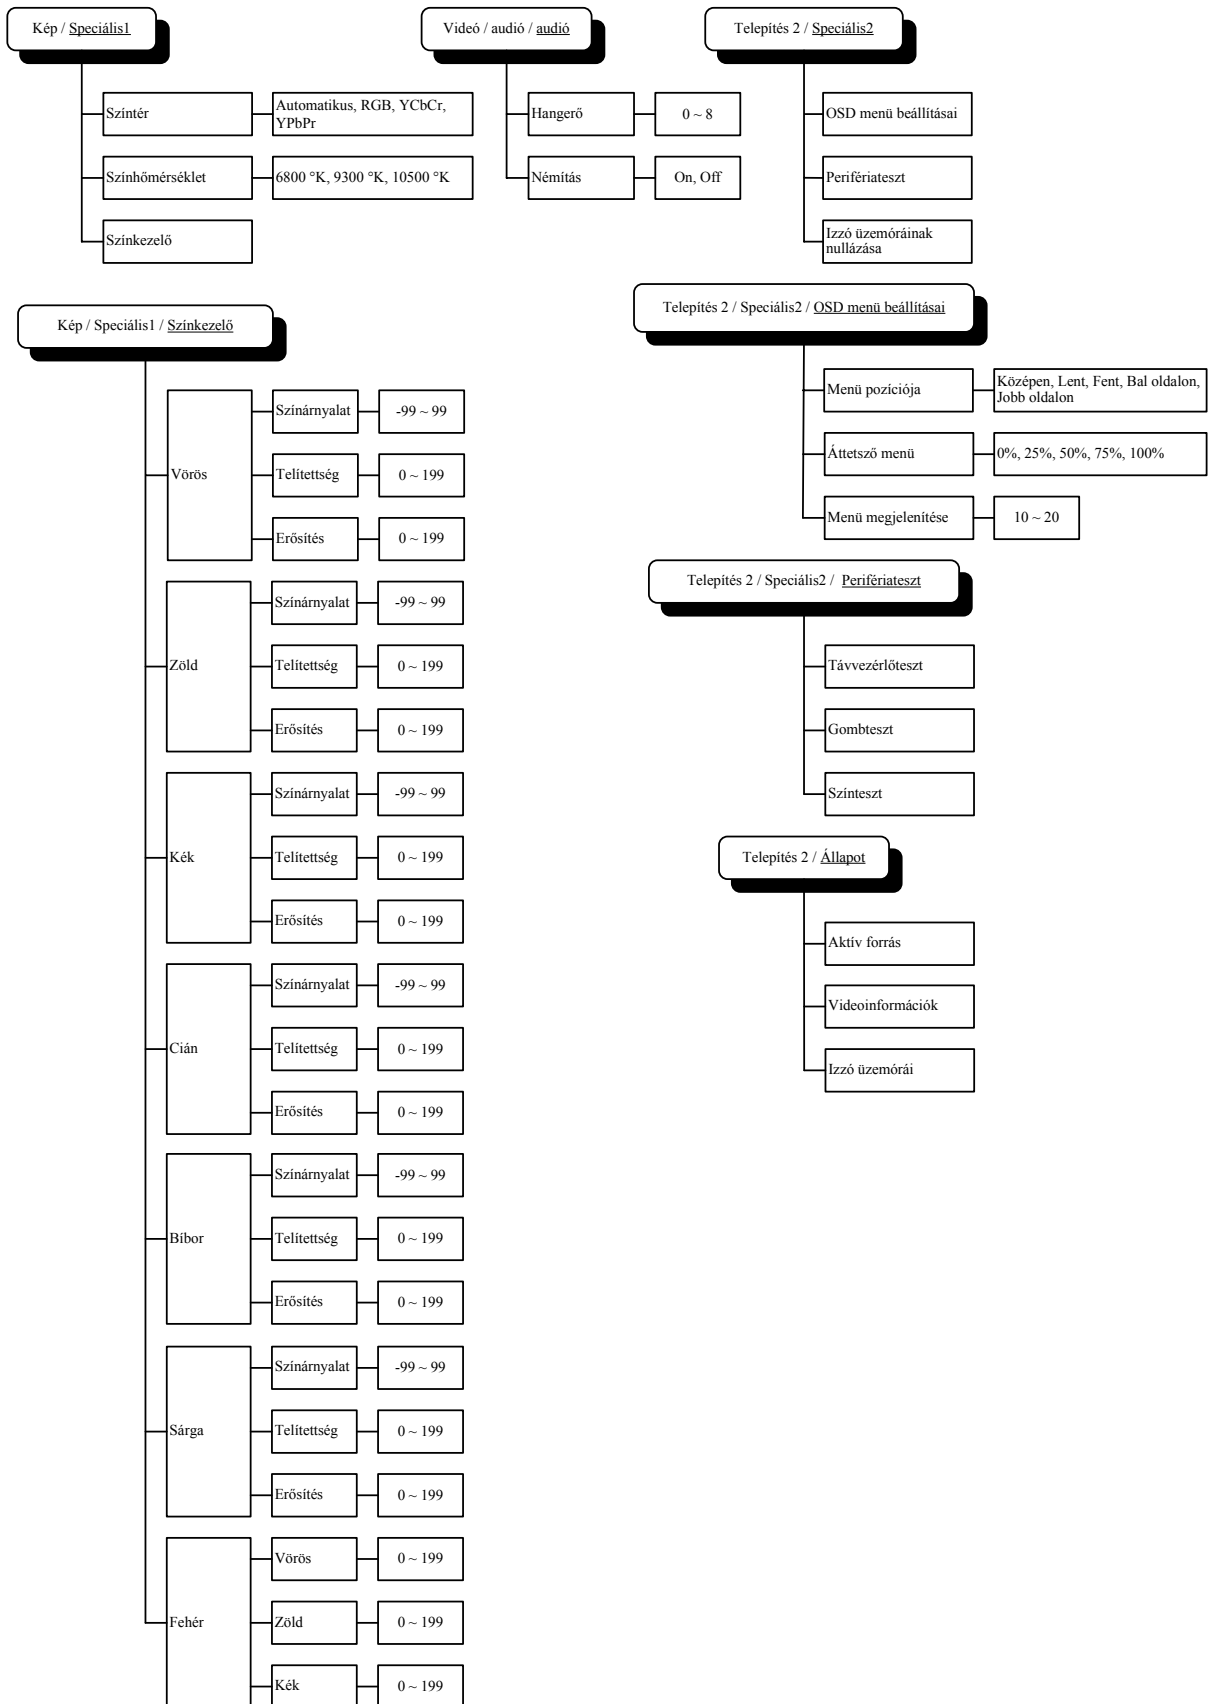 Kép / Speciális1
Színtér
Automatikus, RGB, YCbCr,
YPbPr
Színhőmérséklet
6800 °K, 9300 °K, 10500 °K
Színkezelő
Videó / audió / audió
Hangerő
0 ~ 8
Némítás
On, Off
Telepítés 2 / Speciális2
OSD menü beállításai
Perifériateszt
Izzó üzemóráinak
nullázása
Kép / Speciális1 / Színkezelő
Vörös
Színárnyalat
-99 ~ 99
Telítettség
0 ~ 199
Erősítés
0 ~ 199
Zöld
Színárnyalat
-99 ~ 99
Telítettség
0 ~ 199
Erősítés
0 ~ 199
Kék
Színárnyalat
-99 ~ 99
Telítettség
0 ~ 199
Erősítés
0 ~ 199
Cián
Színárnyalat
-99 ~ 99
Telítettség
0 ~ 199
Erősítés
0 ~ 199
Bíbor
Színárnyalat
-99 ~ 99
Telítettség
0 ~ 199
Erősítés
0 ~ 199
Sárga
Színárnyalat
-99 ~ 99
Telítettség
0 ~ 199
Erősítés
0 ~ 199
Fehér
Vörös
0 ~ 199
Zöld
0 ~ 199
Kék
0 ~ 199
Telepítés 2 / Speciális2 / OSD menü beállításai
Menü pozíciója
Középen, Lent, Fent, Bal oldalon,
Jobb oldalon
Áttetsző menü
0%, 25%, 50%, 75%, 100%
Menü megjelenítése
10 ~ 20
Telepítés 2 / Speciális2 / Perifériateszt
Távvezérlőteszt
Gombteszt
Színteszt
Telepítés 2 / Állapot
Aktív forrás
Videoinformációk
Izzó üzemórái